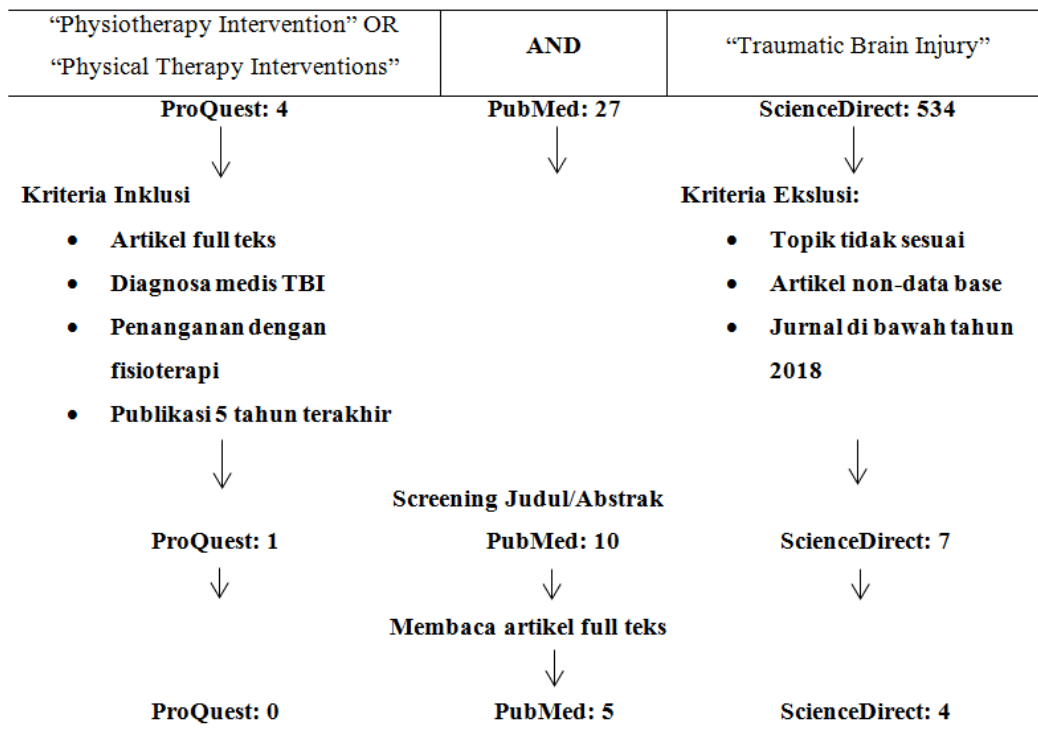 “Physiotherapy Intervention” OR
“Physical Therapy Interventions”
AND
“Traumatic Brain Injury”
ProQuest: 4
PubMed: 27
ScienceDirect: 534
Kriteria Inklusi
• Artikel full teks
• Diagnosa medis TBI
• Penanganan dengan
fisioterapi
• Publikasi 5 tahun terakhir
Kriteria Ekslusi:
• Topik tidak sesuai
• Artikel non-data base
• Jurnal di bawah tahun
2018
Screening Judul/Abstrak
ProQuest: 1
PubMed: 10
ScienceDirect: 7
Membaca artikel full teks
ProQuest: 0
PubMed: 5
ScienceDirect: 4